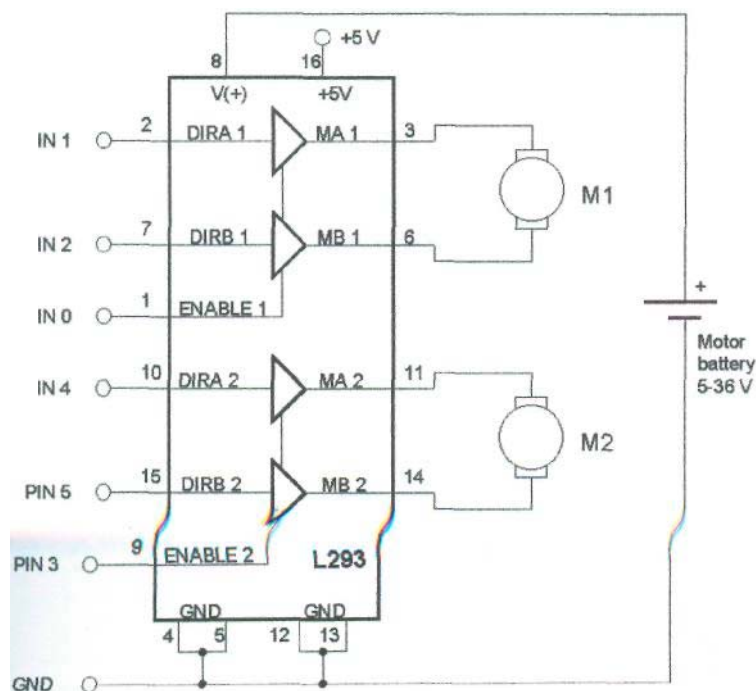 +5 V
8
16
V(+)
+5V
IN 1
2
DIRA 1
MA 1
3
M1
IN 2
7
DIRB 1
MB 1
6
IN 0
1
ENABLE 1
+
Motor
battery
5-36 V
IN 4
10
DIRA 2
MA 2
11
M2
PIN 5
15
DIRB 2
MB 2
14
PIN 3
9
ENABLE 2
L293
GND
GND
4
5
12
13
GND